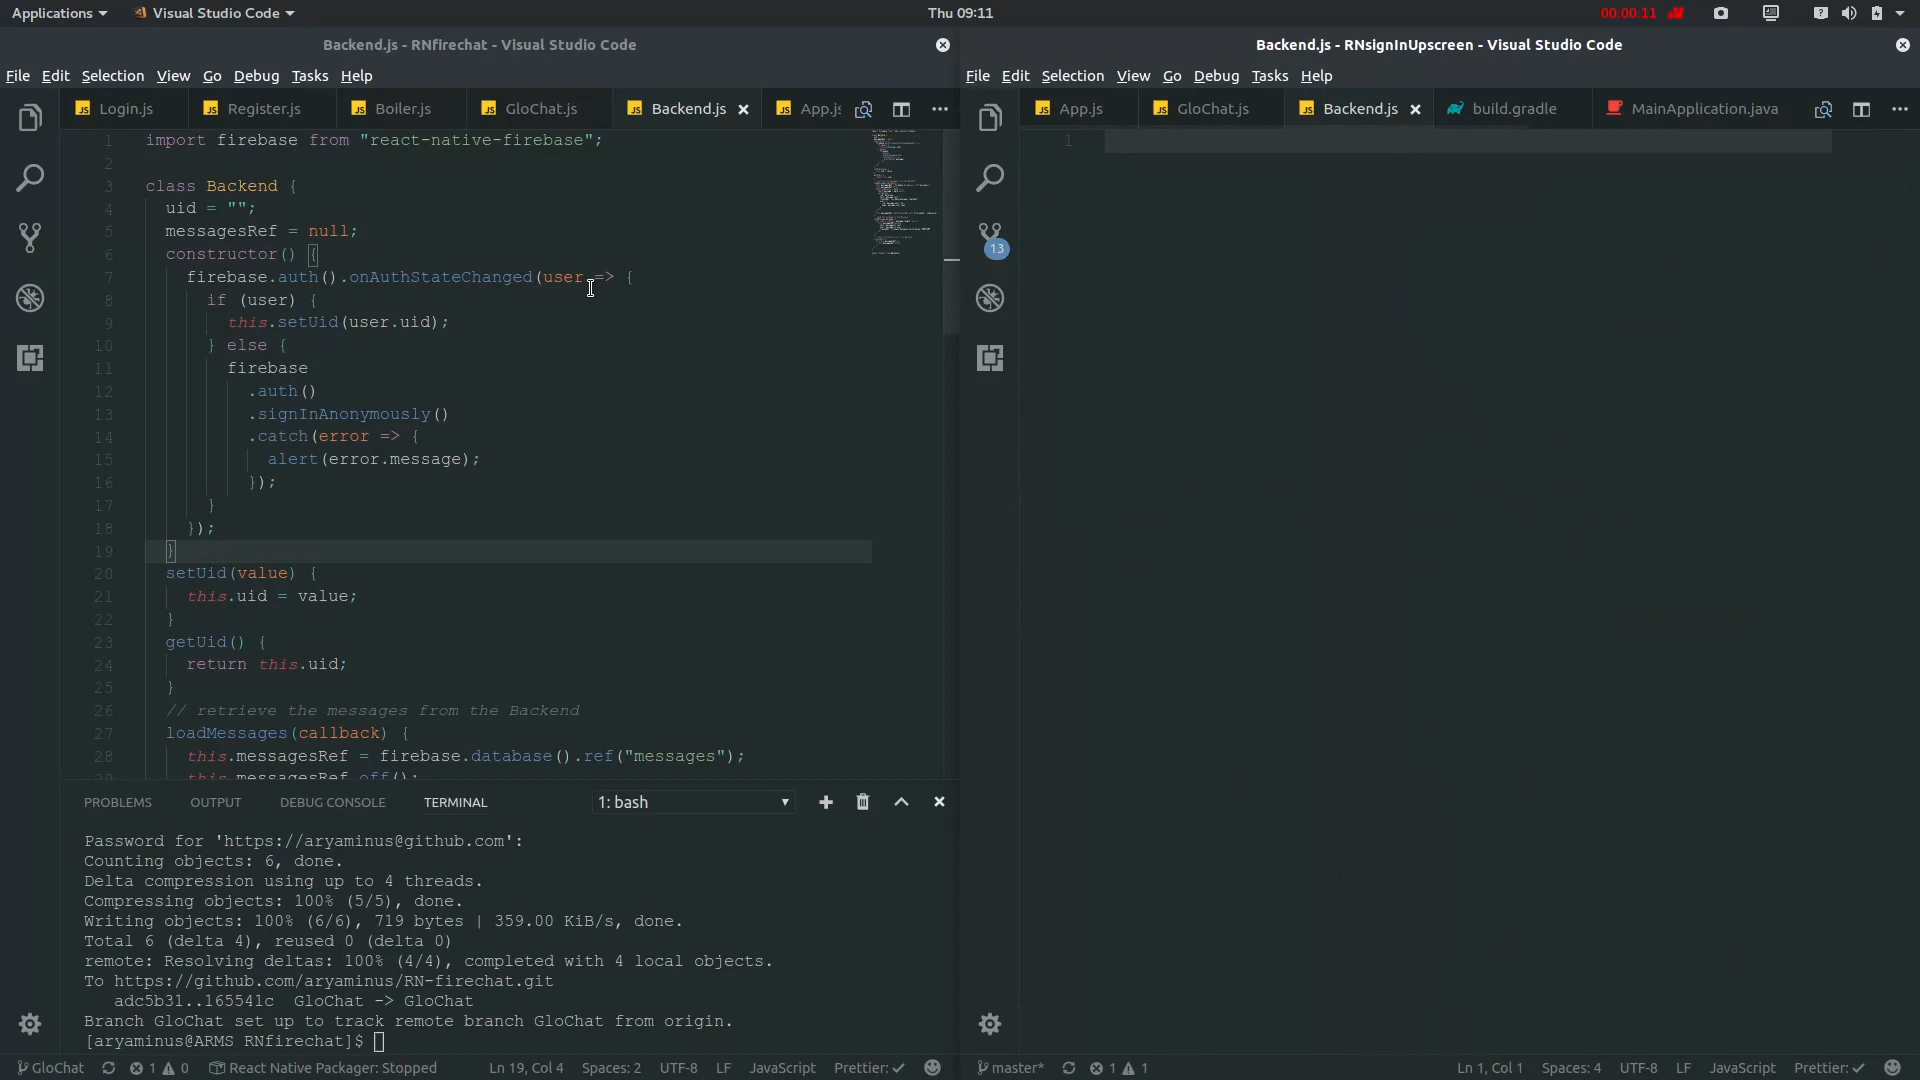 Applications
Visual Studio Code
Thu 09:11
00:00:11
Backend.js - RNfirechat - Visual Studio Code
File Edit Selection View Go Debug Tasks Help
Login.js Register.js Boiler.js GloChat.js Backend.js App.js
1 import firebase from "react-native-firebase";
2
3 class Backend {
4 uid = "";
5 messagesRef = null;
6 constructor() {
7 firebase.auth().onAuthStateChanged(user => {
8 if (user) {
9 this.setUid(user.uid);
10 } else {
11 firebase
12 .auth()
13 .signInAnonymously()
14 .catch(error => {
15 alert(error.message);
16 });
17 }
18 });
19 }
20 setUid(value) {
21 this.uid = value;
22 }
23 getUid() {
24 return this.uid;
25 }
26 // retrieve the messages from the Backend
27 loadMessages(callback) {
28 this.messagesRef = firebase.database().ref("messages");
29 this.messagesRef.off();
PROBLEMS OUTPUT DEBUG CONSOLE TERMINAL 1: bash
Password for 'https://aryaminus@github.com':
Counting objects: 6, done.
Delta compression using up to 4 threads.
Compressing objects: 100% (5/5), done.
Writing objects: 100% (6/6), 719 bytes | 359.00 KiB/s, done.
Total 6 (delta 4), reused 0 (delta 0)
remote: Resolving deltas: 100% (4/4), completed with 4 local objects.
To https://github.com/aryaminus/RN-firechat.git
adc5b31..165541c GloChat -> GloChat
Branch GloChat set up to track remote branch GloChat from origin.
[aryaminus@ARMS RNfirechat]$
GloChat 1 0 React Native Packager: Stopped Ln 19, Col 4 Spaces: 2 UTF-8 LF JavaScript Prettier: ✓
Backend.js - RNsignInUpscreen - Visual Studio Code
File Edit Selection View Go Debug Tasks Help
App.js GloChat.js Backend.js build.gradle MainApplication.java
1
13
master* 1 1 Ln 1, Col 1 Spaces: 4 UTF-8 LF JavaScript Prettier: ✓